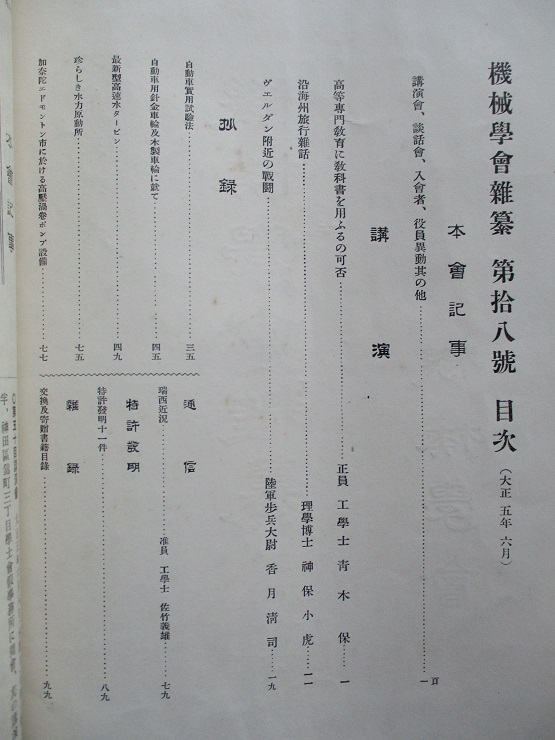 機械學會雜纂 第拾八號 目次 (大正五年六月)
本會記事
頁
講演會、談話會、入會者、役員異動其の他……一
講演
高等專門敎育に敎科書を用ふるの可否……正員 工學士 青木保……一
沿海州旅行雜話……理學博士 神保小虎……一一
ヴエルダン附近の戰鬪……陸軍步兵大尉 香月淸司……一九
抄錄
自動車實用試驗法……三五
自動車用針金車輪及木製車輪に就て……四五
最新型高速水タービン……四九
珍らしき水力原動所……七五
加奈陀エドモントン市に於ける高壓渦卷ポンプ設備……七七
通信
瑞西近況……准員 工學士 佐竹義雄……七九
特許發明
特許發明十一件……八九
雜錄
交換及寄贈書籍目錄……九九